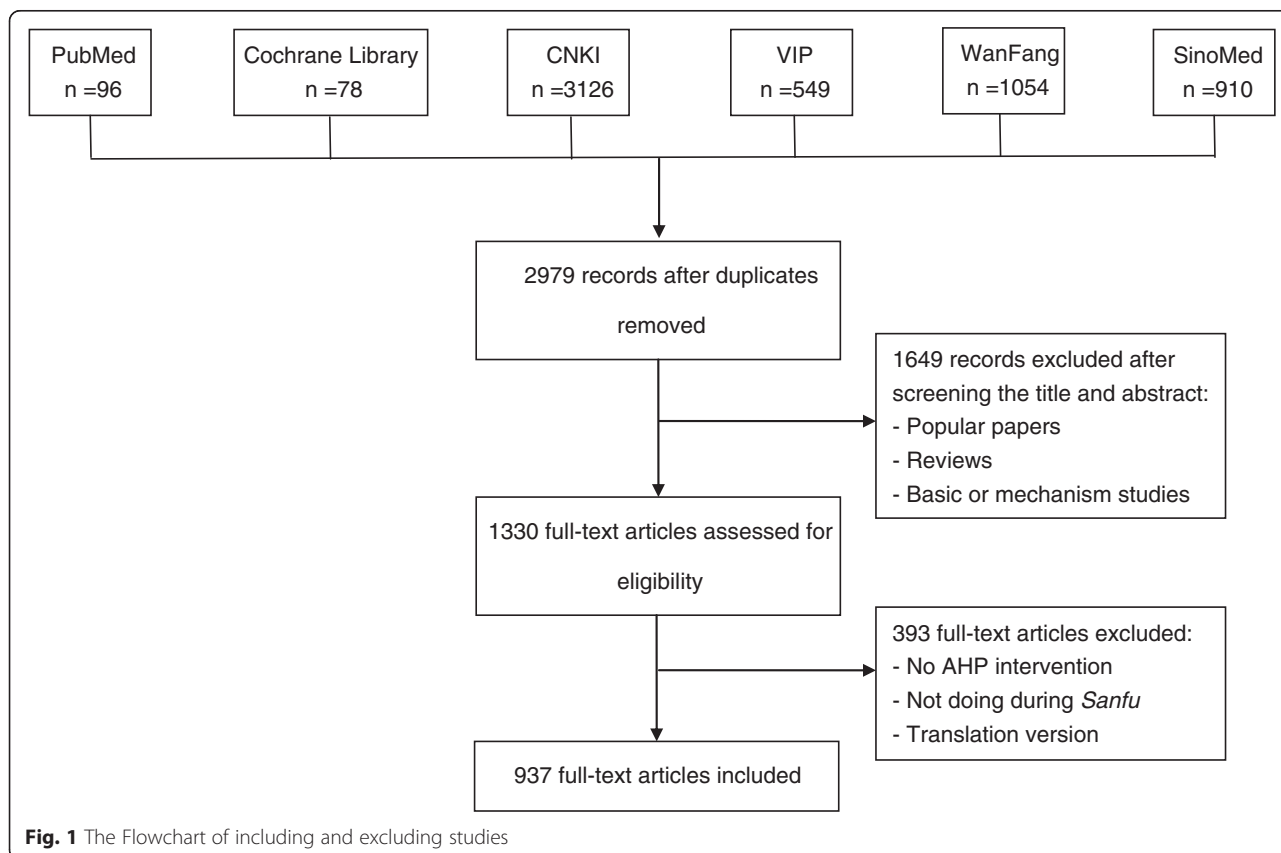 PubMed
n =96
Cochrane Library
n =78
CNKI
n =3126
VIP
n =549
WanFang
n =1054
SinoMed
n =910
2979 records after duplicates
removed
1649 records excluded after
screening the title and abstract:
- Popular papers
- Reviews
- Basic or mechanism studies
1330 full-text articles assessed for
eligibility
393 full-text articles excluded:
- No AHP intervention
- Not doing during Sanfu
- Translation version
937 full-text articles included
Fig. 1 The Flowchart of including and excluding studies